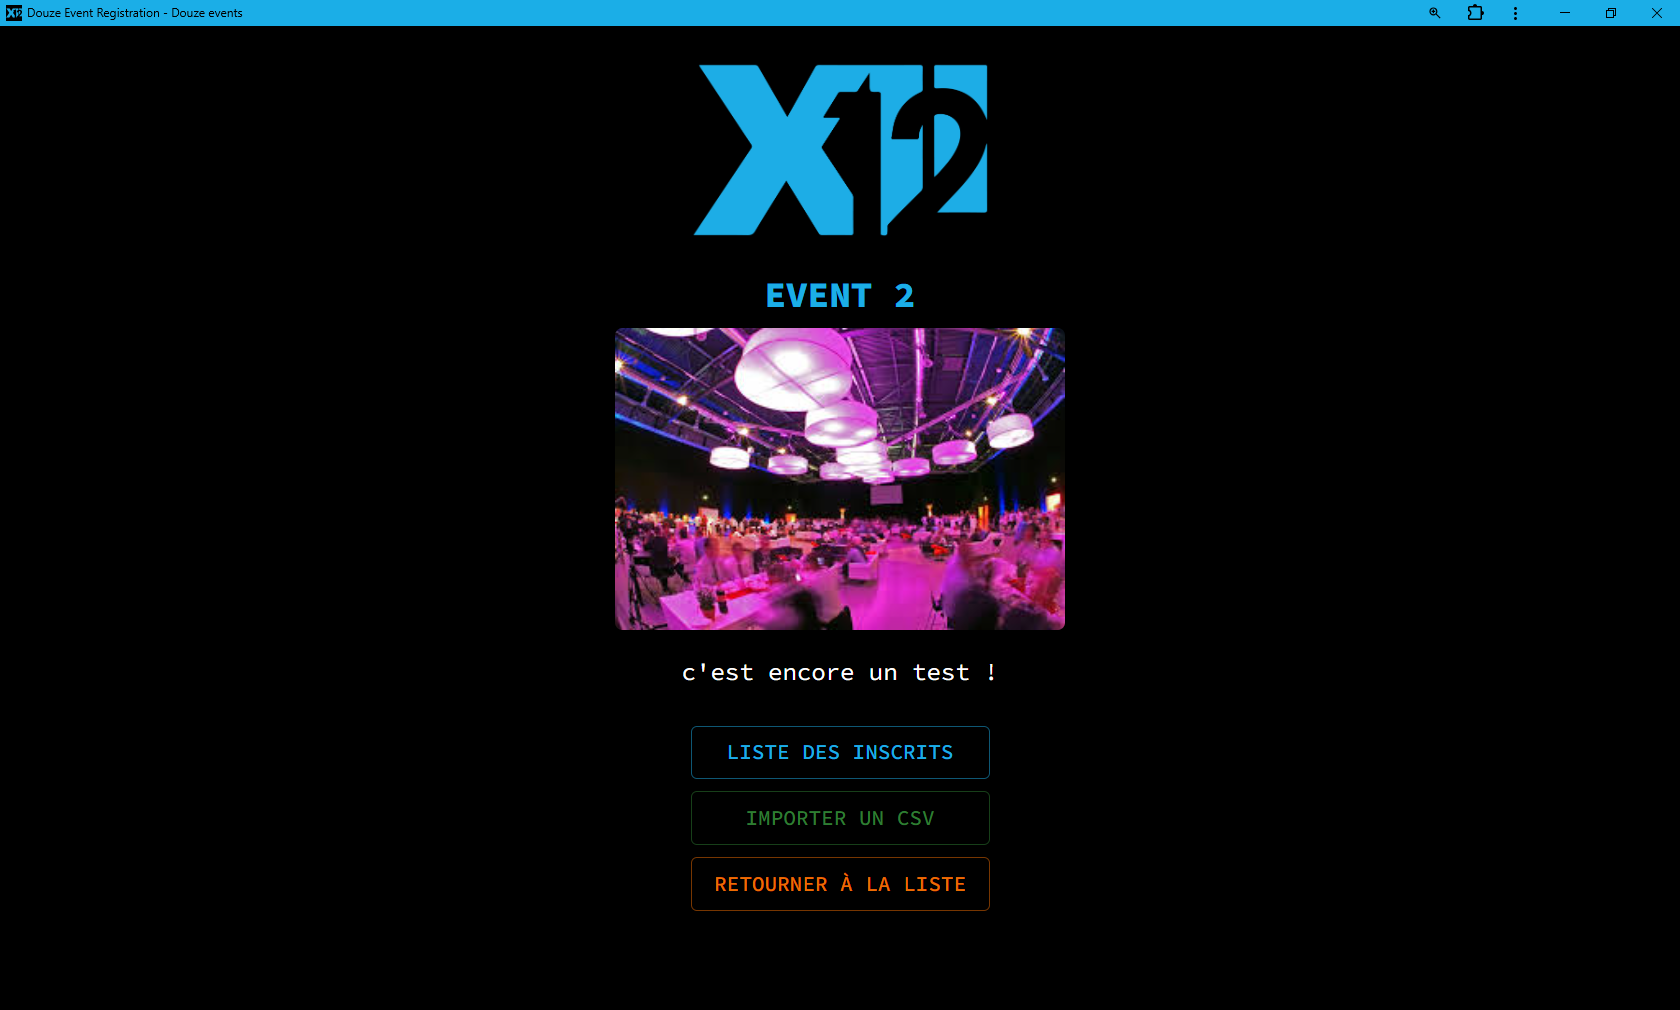 Douze Event Registration - Douze events
X12
EVENT 2
c'est encore un test !
LISTE DES INSCRITS
IMPORTER UN CSV
RETOURNER À LA LISTE